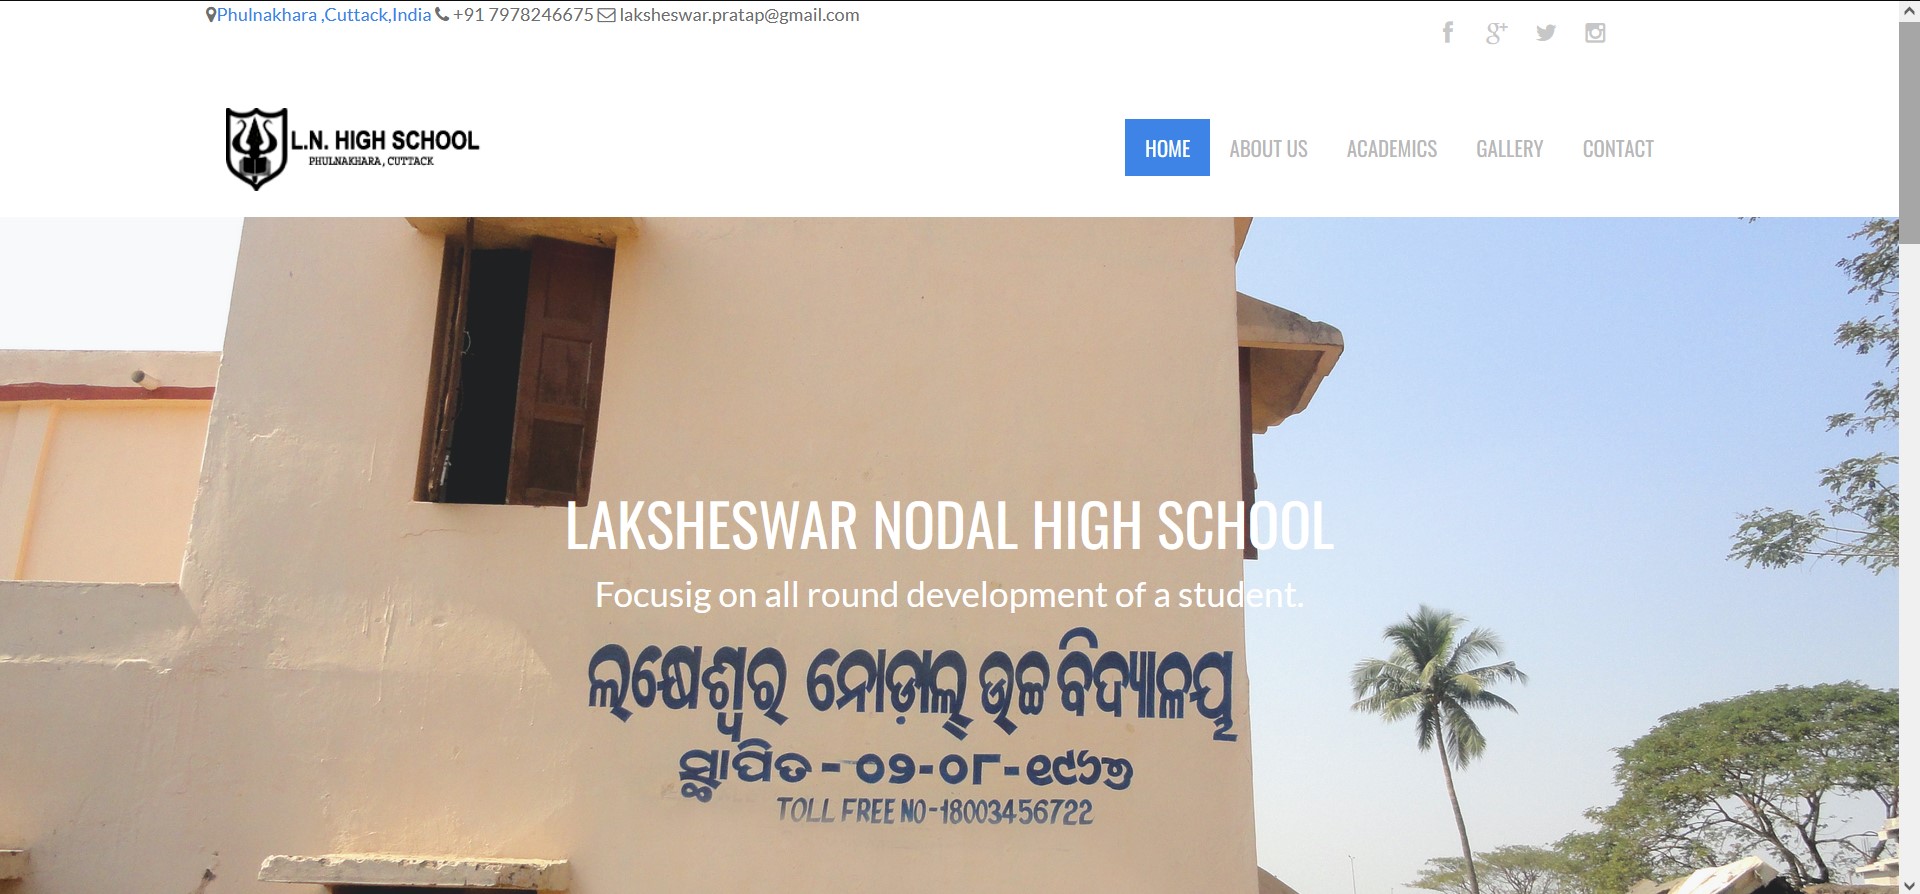 Phulnakhara ,Cuttack,India +91 7978246675 laksheswar.pratap@gmail.com
L.N. HIGH SCHOOL
PHULNAKHARA, CUTTACK
HOME ABOUT US ACADEMICS GALLERY CONTACT
LAKSHESWAR NODAL HIGH SCHOOL
Focusig on all round development of a student.
ଲକ୍ଷେଶ୍ୱର ନୋଡ଼ାଲ୍ ଉଚ୍ଚ ବିଦ୍ୟାଳୟ
ସ୍ଥାପିତ - ୦୨-୦୮-୧୯୬୬
TOLL FREE NO-18003456722